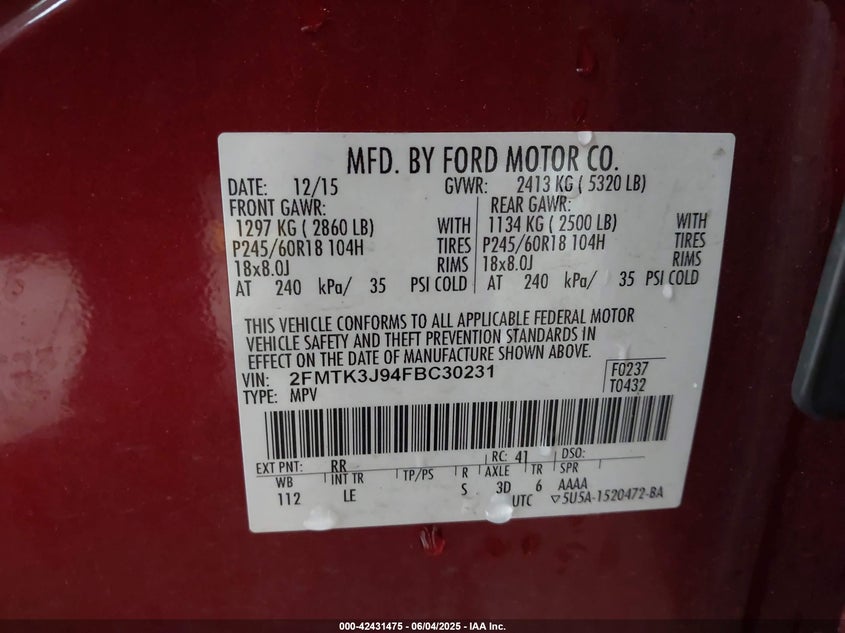 MFD. BY FORD MOTOR CO.
DATE: 12/15 GVWR: 2413 KG ( 5320 LB)
FRONT GAWR: REAR GAWR:
1297 KG ( 2860 LB) WITH 1134 KG ( 2500 LB) WITH
P245/60R18 104H TIRES P245/60R18 104H TIRES
18x8.0J RIMS 18x8.0J RIMS
AT 240 kPa/ 35 PSI COLD AT 240 kPa/ 35 PSI COLD
THIS VEHICLE CONFORMS TO ALL APPLICABLE FEDERAL MOTOR
VEHICLE SAFETY AND THEFT PREVENTION STANDARDS IN
EFFECT ON THE DATE OF MANUFACTURE SHOWN ABOVE.
VIN: 2FMTK3J94FBC30231 F0237
TYPE: MPV T0432
EXT PNT: RR RC: 41 DSO:
WB INT TR TP/PS R AXLE TR SPR
112 LE S 3D 6 AAAA
UTC ▽5U5A-1520472-BA
000-42431475 | 06/04/2025 - IAA Inc.